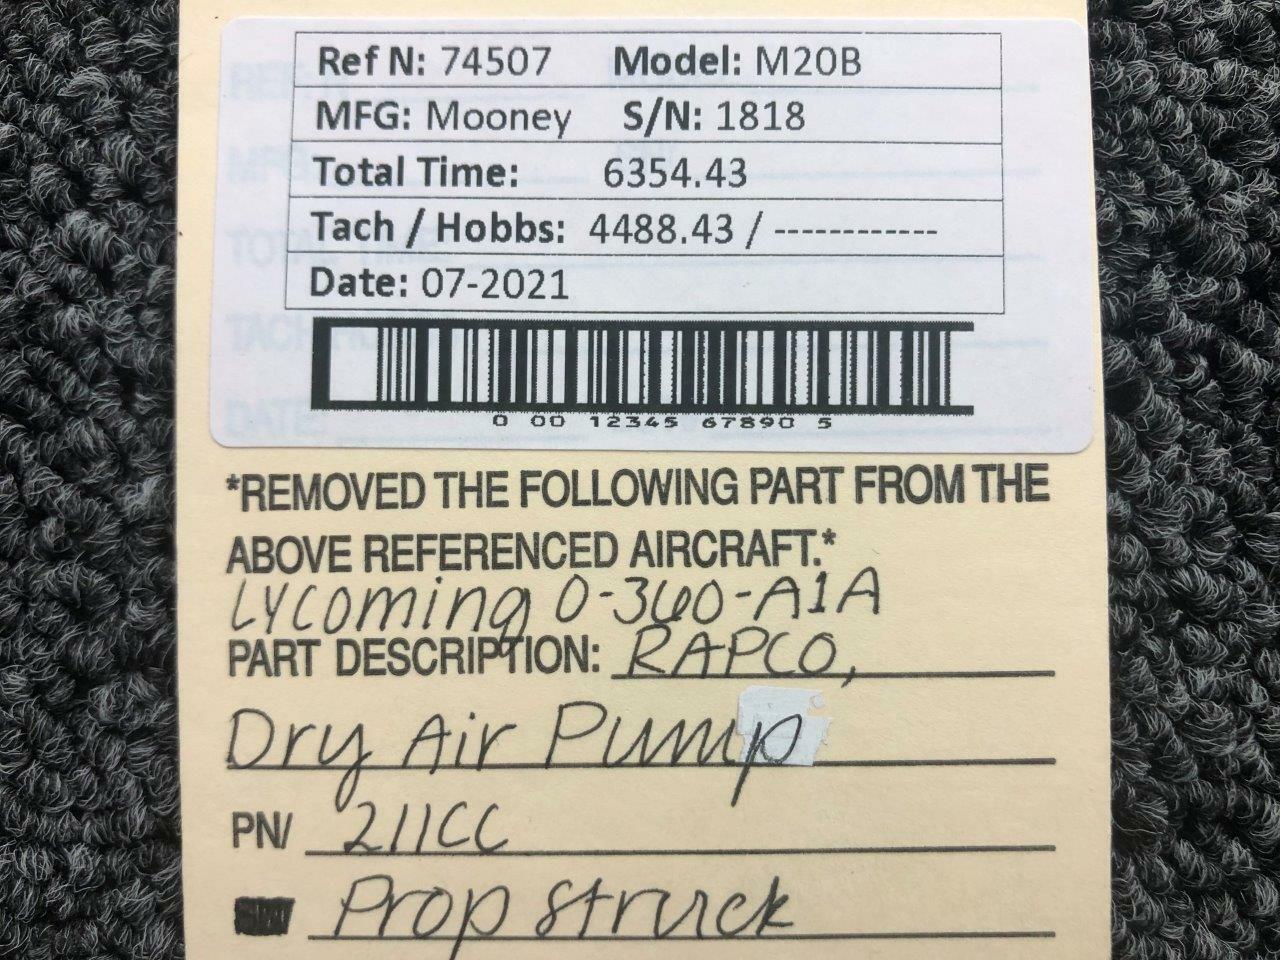 Ref N: 74507 Model: M20B
MFG: Mooney S/N: 1818
Total Time: 6354.43
Tach / Hobbs: 4488.43 / ------------
Date: 07-2021
0 00 12345 67890 5
*REMOVED THE FOLLOWING PART FROM THE
ABOVE REFERENCED AIRCRAFT.*
Lycoming O-360-A1A
PART DESCRIPTION: RAPCO,
Dry Air Pump
PN/ 211CC
Prop Struck